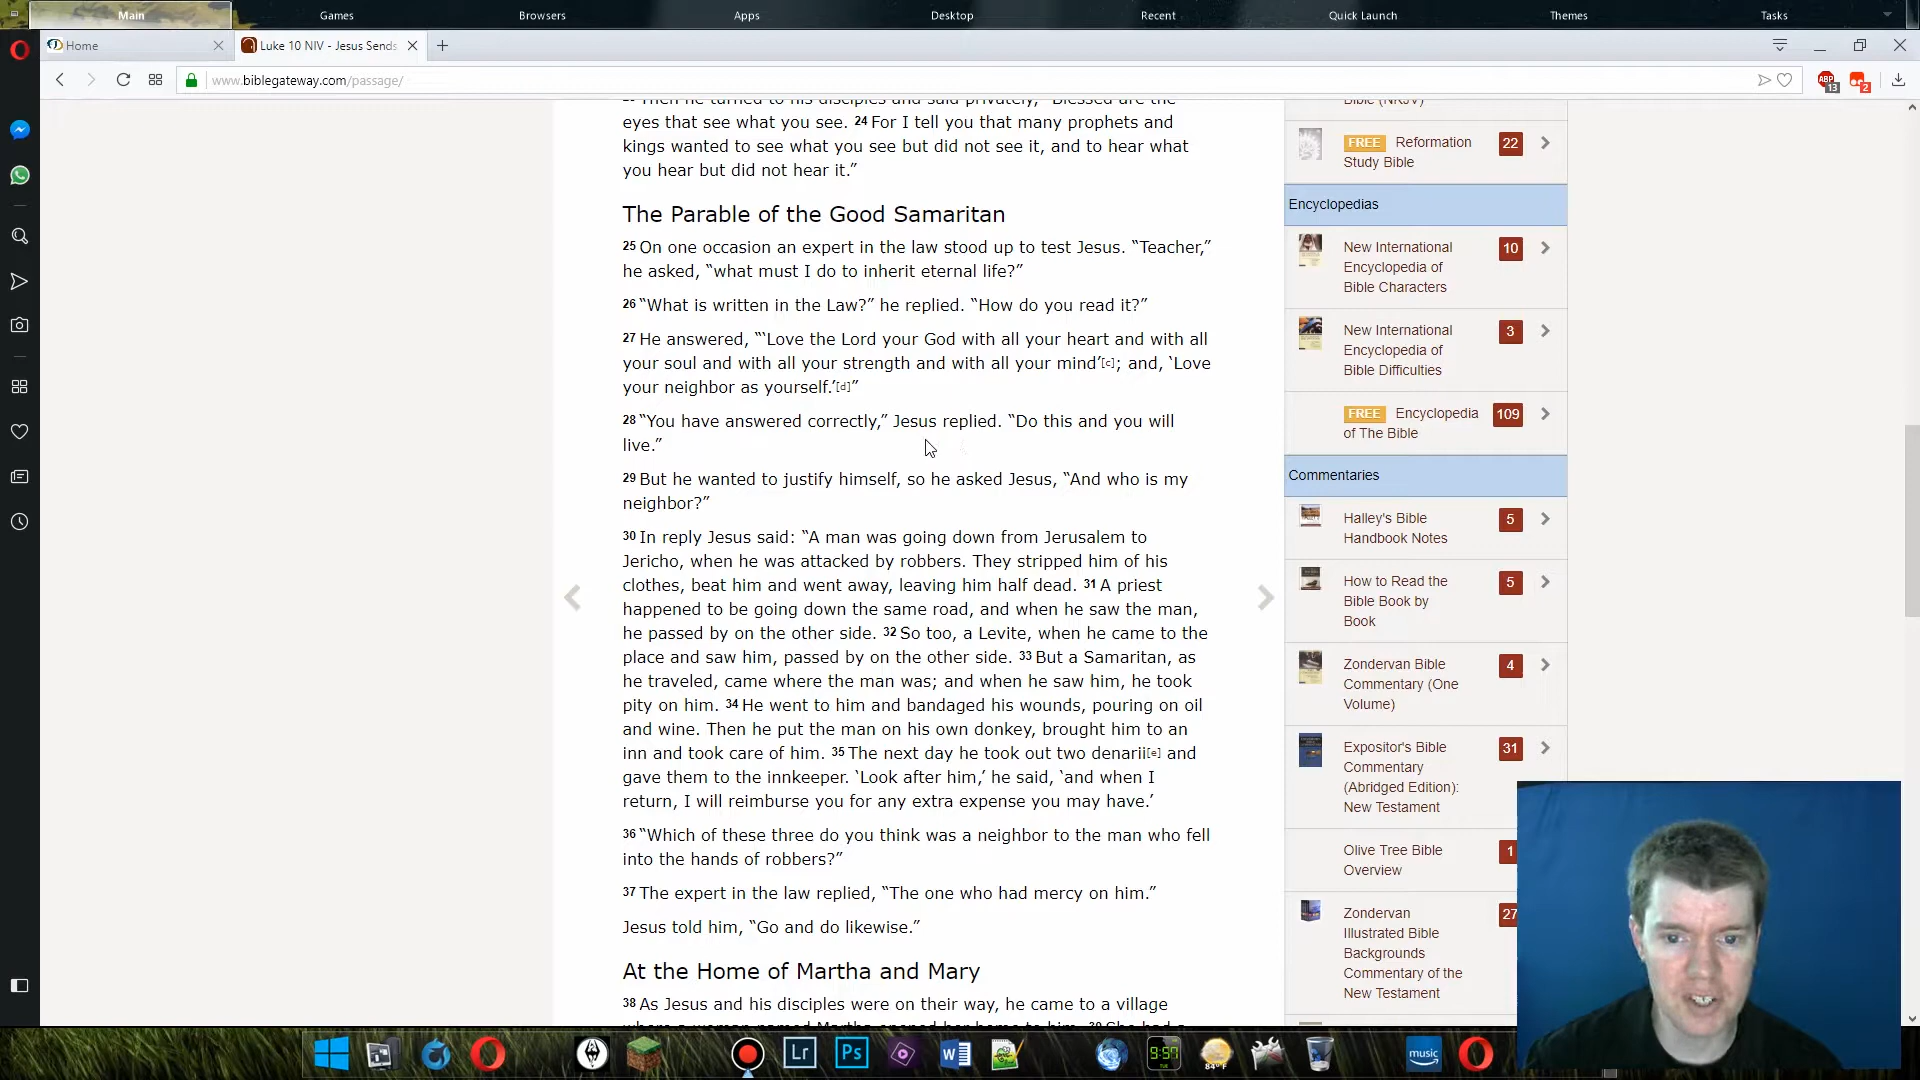 Main
Games
Browsers
Apps
Desktop
Recent
Quick Launch
Themes
Tasks
Home
Luke 10 NIV - Jesus Sends
www.biblegateway.com/passage/
ABP
13
2
Then he turned to his disciples and said privately, “Blessed are the
eyes that see what you see. 24 For I tell you that many prophets and
kings wanted to see what you see but did not see it, and to hear what
you hear but did not hear it.”
The Parable of the Good Samaritan
25 On one occasion an expert in the law stood up to test Jesus. “Teacher,”
he asked, “what must I do to inherit eternal life?”
26 “What is written in the Law?” he replied. “How do you read it?”
27 He answered, “‘Love the Lord your God with all your heart and with all
your soul and with all your strength and with all your mind’[c]; and, ‘Love
your neighbor as yourself.’[d]”
28 “You have answered correctly,” Jesus replied. “Do this and you will
live.”
29 But he wanted to justify himself, so he asked Jesus, “And who is my
neighbor?”
30 In reply Jesus said: “A man was going down from Jerusalem to
Jericho, when he was attacked by robbers. They stripped him of his
clothes, beat him and went away, leaving him half dead. 31 A priest
happened to be going down the same road, and when he saw the man,
he passed by on the other side. 32 So too, a Levite, when he came to the
place and saw him, passed by on the other side. 33 But a Samaritan, as
he traveled, came where the man was; and when he saw him, he took
pity on him. 34 He went to him and bandaged his wounds, pouring on oil
and wine. Then he put the man on his own donkey, brought him to an
inn and took care of him. 35 The next day he took out two denarii[e] and
gave them to the innkeeper. ‘Look after him,’ he said, ‘and when I
return, I will reimburse you for any extra expense you may have.’
36 “Which of these three do you think was a neighbor to the man who fell
into the hands of robbers?”
37 The expert in the law replied, “The one who had mercy on him.”
Jesus told him, “Go and do likewise.”
At the Home of Martha and Mary
38 As Jesus and his disciples were on their way, he came to a village
Bible (NKJV)
FREE Reformation 22
Study Bible
Encyclopedias
New International 10
Encyclopedia of
Bible Characters
New International 3
Encyclopedia of
Bible Difficulties
FREE Encyclopedia 109
of The Bible
Commentaries
Halley's Bible 5
Handbook Notes
How to Read the 5
Bible Book by
Book
Zondervan Bible 4
Commentary (One
Volume)
Expositor's Bible 31
Commentary
(Abridged Edition):
New Testament
Olive Tree Bible 1
Overview
Zondervan 27
Illustrated Bible
Backgrounds
Commentary of the
New Testament
Lr
Ps
W
9:57
TUE
84°F
music